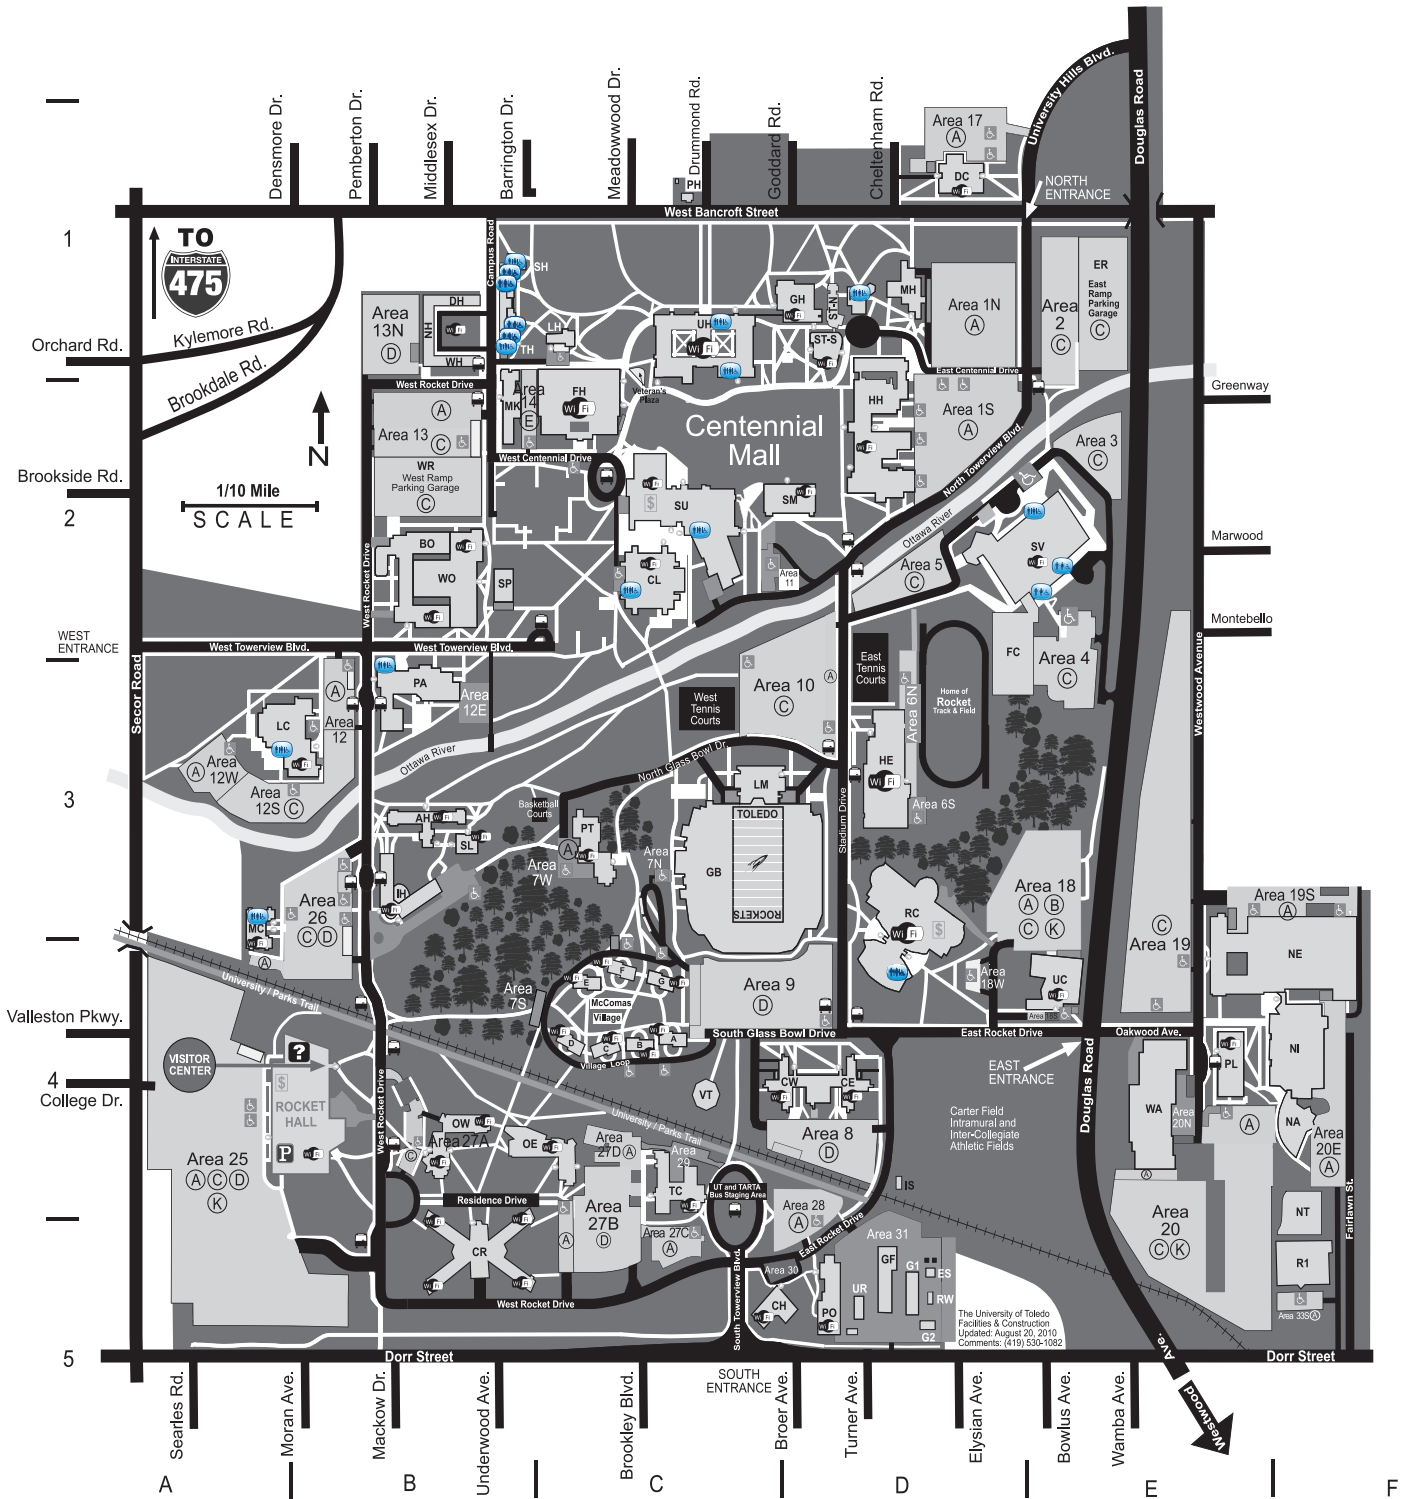 Densmore Dr.
Pemberton Dr.
Middlesex Dr.
Barrington Dr.
Meadowwood Dr.
Drummond Rd.
Goddard Rd.
Cheltenham Rd.
University Hills Blvd.
Douglas Road
Area 17
A
DC
Wi Fi
PH
NORTH
ENTRANCE
West Bancroft Street
1
TO
INTERSTATE
475
Campus Road
SH
Kylemore Rd.
Orchard Rd.
Brookdale Rd.
Area
13N
D
DH
NH
WH
TH
LH
UH
GH
ST-N
ST-S
MH
Area 1N
A
Area
2
C
ER
East
Ramp
Parking
Garage
C
East Centennial Drive
Greenway
West Rocket Drive
N
A
Area 13
C
MK
Area
14
E
FH
Veteran's
Plaza
Centennial
Mall
HH
Area 1S
A
North Towerview Blvd.
Area 3
C
WR
West Ramp
Parking Garage
C
West Centennial Drive
Brookside Rd.
1/10 Mile
SCALE
2
SU
SM
Ottawa River
SV
Marwood
BO
WO
SP
CL
Area
11
Area 5
C
West Rocket Drive
Montebello
WEST
ENTRANCE
West Towerview Blvd.
West Towerview Blvd.
Secor Road
Westwood Avenue
FC
Area 4
C
East
Tennis
Courts
Area 6N
Home of
Rocket
Track & Field
A
Area
12
PA
Area
12E
West
Tennis
Courts
Area 10
C
A
LC
A
Area
12W
Area
12S C
Ottawa River
North Glass Bowl Dr.
HE
Area 6S
3
Basketball
Courts
AH
SL
PT
A
Area
7W
Area
7N
LM
TOLEDO
GB
ROCKETS
Stadium Drive
IH
Area
26
C D
MC
A
RC
Area 18
A B
C K
Area
18W
UC
Area 18S
C
Area 19
Area 19S
A
NE
University / Parks Trail
Area
7S
E
F
G
McComas
Village
D
C
B
A
Village Loop
Area 9
D
Valleston Pkwy.
South Glass Bowl Drive
East Rocket Drive
Oakwood Ave.
EAST
ENTRANCE
VISITOR
CENTER
?
4
College Dr.
ROCKET
HALL
P
West Rocket Drive
VT
CW
CE
Area 8
D
Carter Field
Intramural and
Inter-Collegiate
Athletic Fields
Douglas Road
WA
Area
20N
PL
NI
NA
A
Area
20E
A
Area 25
A C D
K
C
OW
Area
27A
OE
Area
27D A
University / Parks Trail
Area
29
TC
UT and TARTA
Bus Staging Area
IS
Residence Drive
Area
27B
D
A
Area 27C
A
Area 28
A
East Rocket Drive
Area 31
A
Area
20
C K
NT
R1
Area 33S A
Fairlawn St.
CR
Area 30
CH
PO
UR
GF
G1
ES
RW
G2
West Rocket Drive
South Towerview Blvd.
The University of Toledo
Facilities & Construction
Updated: August 20, 2010
Comments: (419) 530-1082
5
Dorr Street
Dorr Street
SOUTH
ENTRANCE
Searles Rd.
Moran Ave.
Mackow Dr.
Underwood Ave.
Brookley Blvd.
Broer Ave.
Turner Ave.
Elysian Ave.
Bowlus Ave.
Wamba Ave.
Westwood Ave.
A
B
C
D
E
F